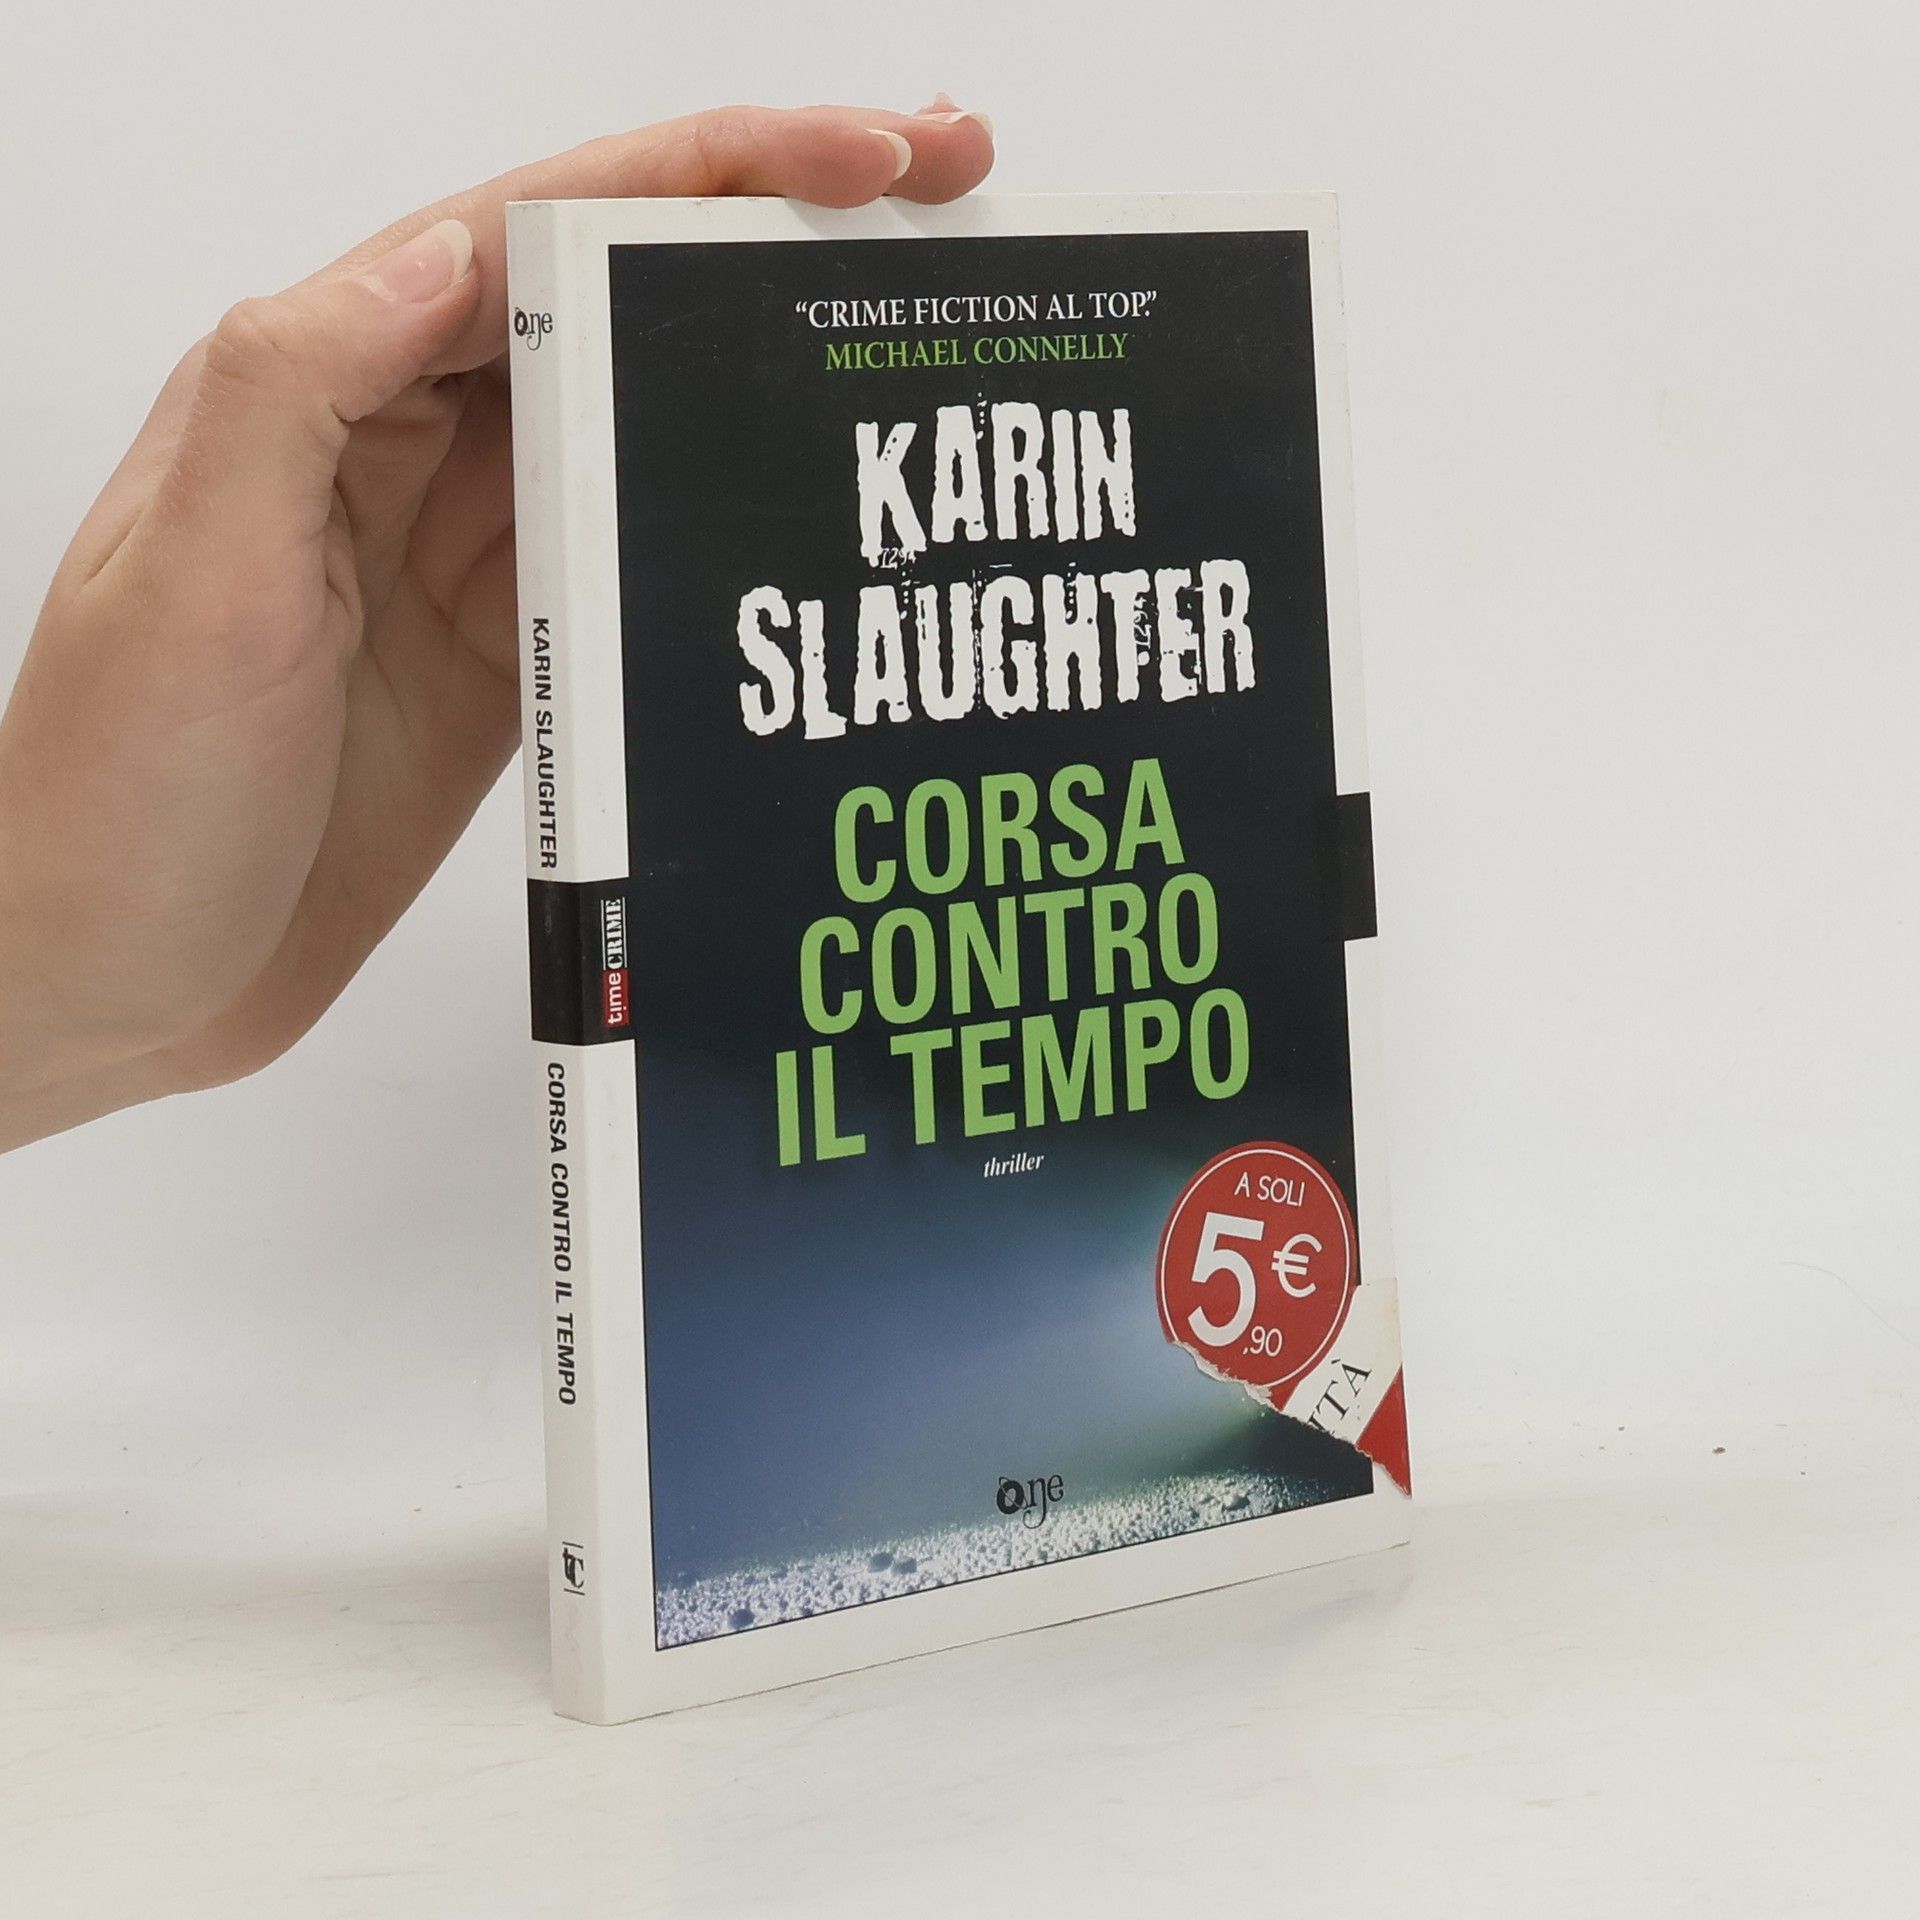 “CRIME FICTION AL TOP.”
MICHAEL CONNELLY
KARIN
SLAUGHTER
CORSA
CONTRO
IL TEMPO
thriller
A SOLI
5,90 €
ITÀ
One
One
KARIN SLAUGHTER
time CRIME
CORSA CONTRO IL TEMPO